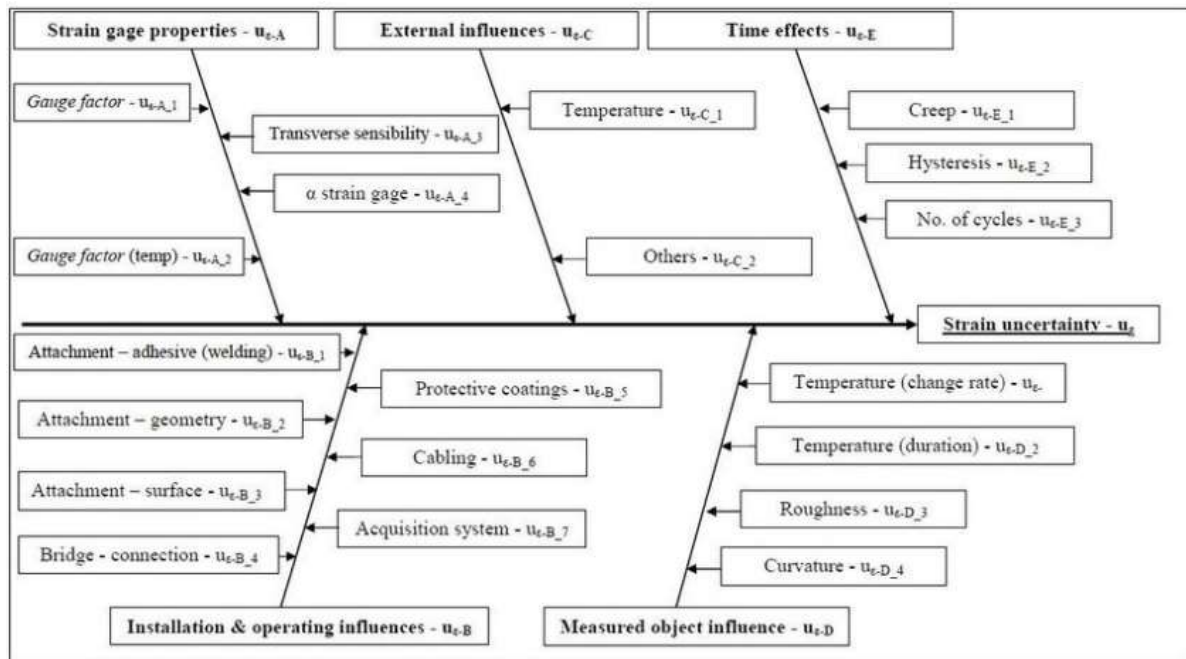 Strain gage properties - uε-A
External influences - uε-C
Time effects - uε-E
Gauge factor - uε-A_1
Transverse sensibility - uε-A_3
α strain gage - uε-A_4
Gauge factor (temp) - uε-A_2
Temperature - uε-C_1
Others - uε-C_2
Creep - uε-E_1
Hysteresis - uε-E_2
No. of cycles - uε-E_3
Strain uncertainty - uε
Attachment – adhesive (welding) - uε-B_1
Protective coatings - uε-B_5
Attachment – geometry - uε-B_2
Cabling - uε-B_6
Attachment – surface - uε-B_3
Acquisition system - uε-B_7
Bridge - connection - uε-B_4
Temperature (change rate) - uε-
Temperature (duration) - uε-D_2
Roughness - uε-D_3
Curvature - uε-D_4
Installation & operating influences - uε-B
Measured object influence - uε-D